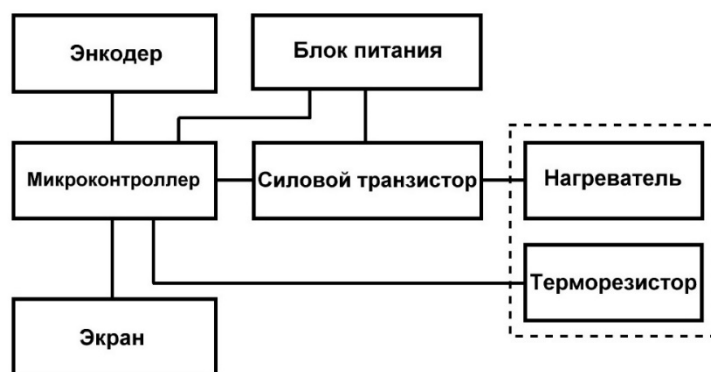 Энкодер
Блок питания
Микроконтроллер
Силовой транзистор
Нагреватель
Терморезистор
Экран